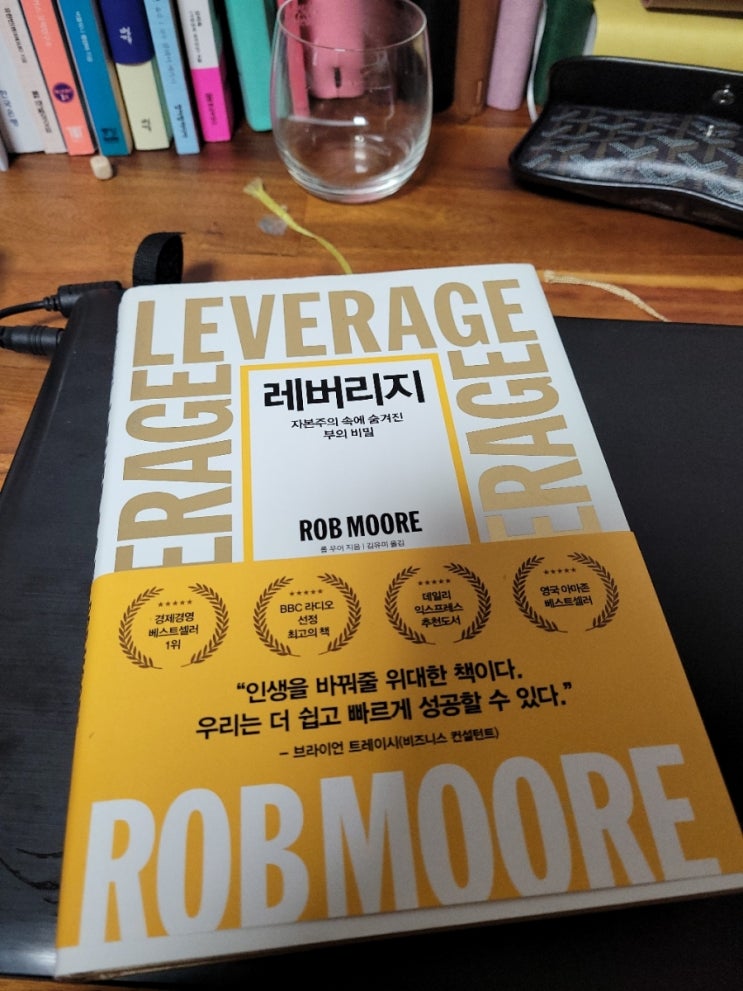 LEVERAGE
ERAGE
ERAGE
레버리지
자본주의 속에 숨겨진
부의 비밀
ROB MOORE
롭 무어 지음 | 김유미 옮김
★★★★★
경제경영
베스트셀러
1위
★★★★★
BBC 라디오
선정
최고의 책
★★★★★
데일리
익스프레스
추천도서
★★★★★
영국 아마존
베스트셀러
“인생을 바꿔줄 위대한 책이다.
우리는 더 쉽고 빠르게 성공할 수 있다.”
– 브라이언 트레이시(비즈니스 컨설턴트)
ROB MOORE